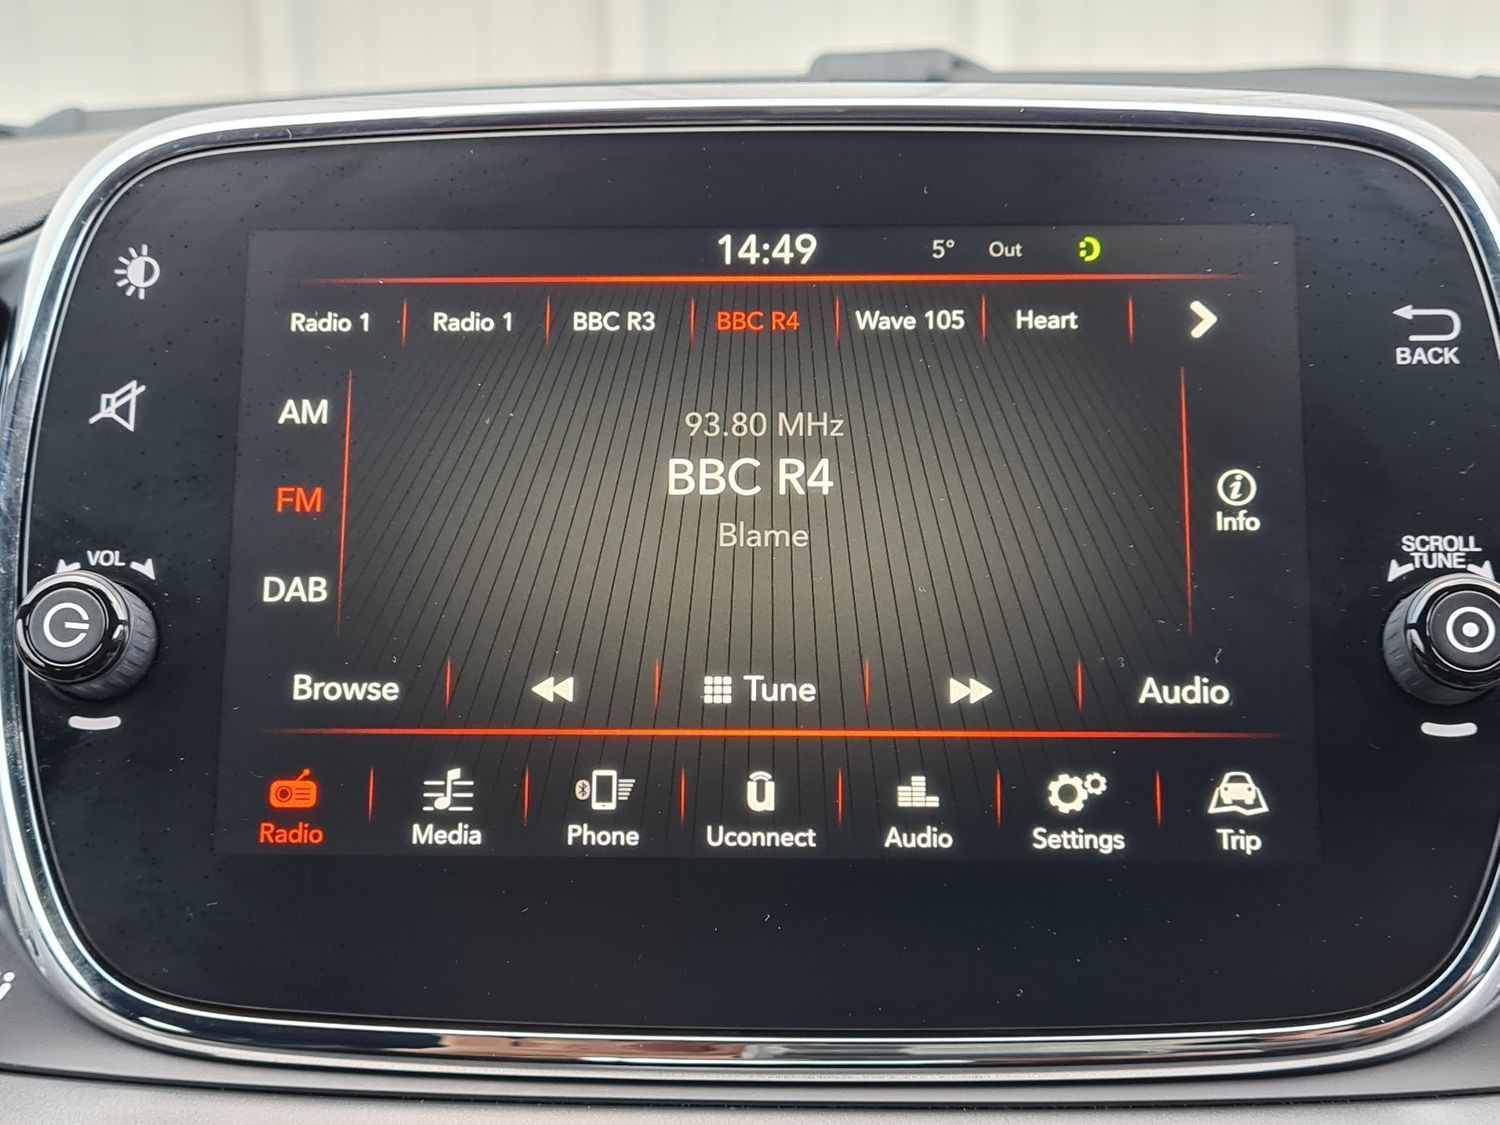 14:49 5° Out
Radio 1 Radio 1 BBC R3 BBC R4 Wave 105 Heart
BACK
AM
93.80 MHz
FM
BBC R4
i
Info
Blame
VOL
DAB
SCROLL
TUNE
Browse Tune Audio
Radio Media Phone Uconnect Audio Settings Trip